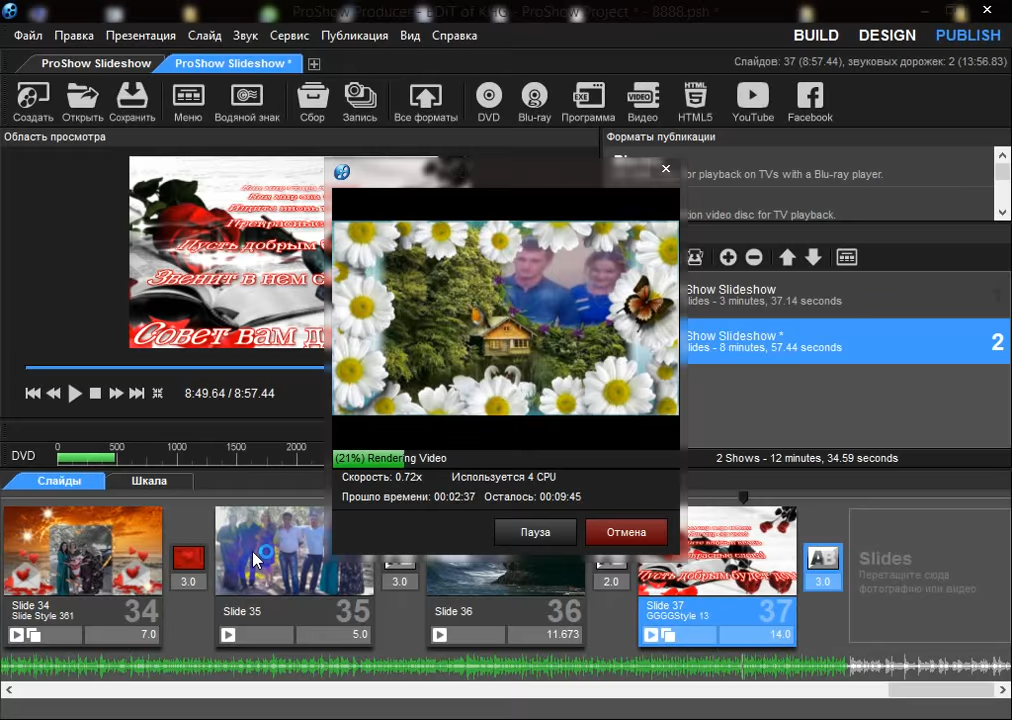 ProShow Producer - EDiT of KHG - ProShow Project * - 8888.psh *
Файл Правка Презентация Слайд Звук Сервис Публикация Вид Справка
BUILD DESIGN PUBLISH
ProShow Slideshow ProShow Slideshow *
Слайдов: 37 (8:57.44), звуковых дорожек: 2 (13:56.83)
Создать Открыть Сохранить Меню Водяной знак Сбор Запись Все форматы DVD Blu-ray Программа Видео HTML5 YouTube Facebook
EXE VIDEO HTML
Область просмотра
Форматы публикации
or playback on TVs with a Blu-ray player.
ion video disc for TV playback.
Пусть добрым
Звенит в нем с
Совет вам д
Show Slideshow
lides - 3 minutes, 37.14 seconds
Show Slideshow *
lides - 8 minutes, 57.44 seconds
2
8:49.64 / 8:57.44
DVD 0 500 1000 1500 2000
(21%) Rendering Video
2 Shows - 12 minutes, 34.59 seconds
Скорость: 0.72x Используется 4 CPU
Прошло времени: 00:02:37 Осталось: 00:09:45
Пауза Отмена
Слайды Шкала
3.0 3.0 2.0 AB 3.0
Slides
Перетащите сюда
фотографию или видео
Slide 34
Slide Style 361
34
7.0
Slide 35
35
5.0
Slide 36
36
11.673
Slide 37
GGGGStyle 13
37
14.0